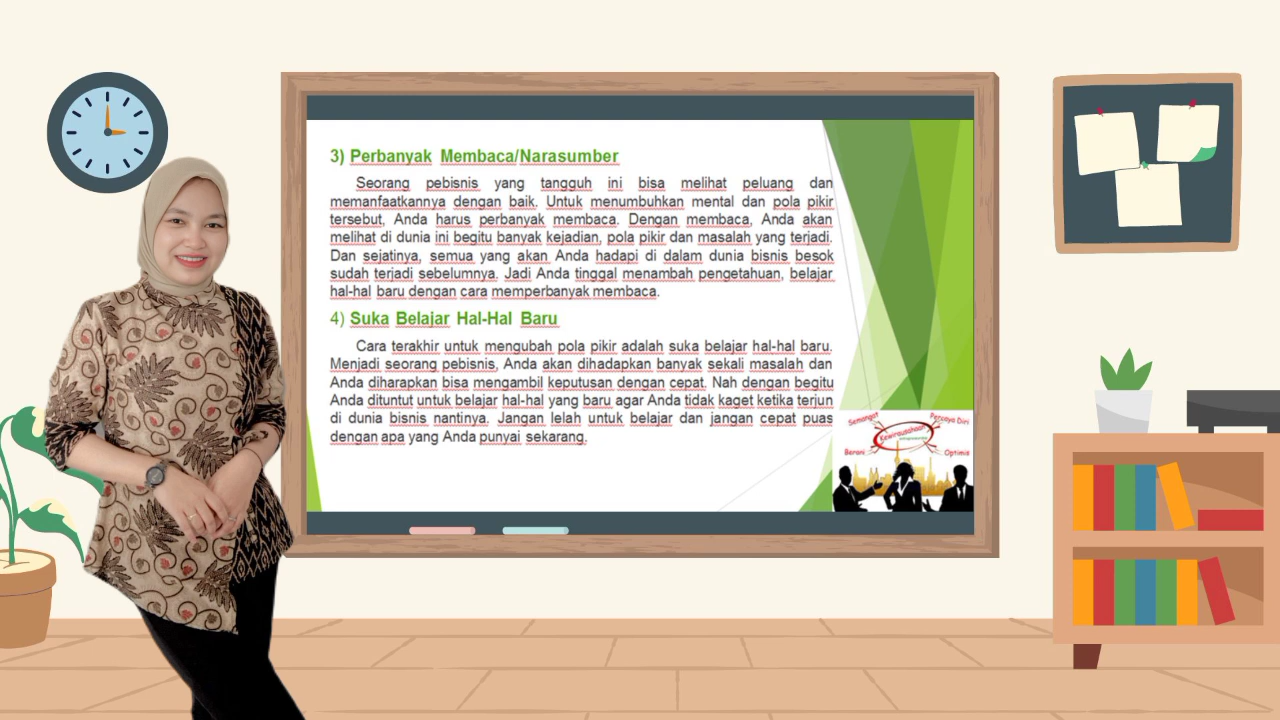 3) Perbanyak Membaca/Narasumber
Seorang pebisnis yang tangguh ini bisa melihat peluang dan
memanfaatkannya dengan baik. Untuk menumbuhkan mental dan pola pikir
tersebut, Anda harus perbanyak membaca. Dengan membaca, Anda akan
melihat di dunia ini begitu banyak kejadian, pola pikir dan masalah yang terjadi.
Dan sejatinya, semua yang akan Anda hadapi di dalam dunia bisnis besok
sudah terjadi sebelumnya. Jadi Anda tinggal menambah pengetahuan, belajar
hal-hal baru dengan cara memperbanyak membaca.
4) Suka Belajar Hal-Hal Baru
Cara terakhir untuk mengubah pola pikir adalah suka belajar hal-hal baru.
Menjadi seorang pebisnis, Anda akan dihadapkan banyak sekali masalah dan
Anda diharapkan bisa mengambil keputusan dengan cepat. Nah dengan begitu
Anda dituntut untuk belajar hal-hal yang baru agar Anda tidak kaget ketika terjun
di dunia bisnis nantinya. Jangan lelah untuk belajar dan jangan cepat puas
dengan apa yang Anda punyai sekarang.
Semangat
Percaya Diri
Kewirausahaan
Berani
Optimis